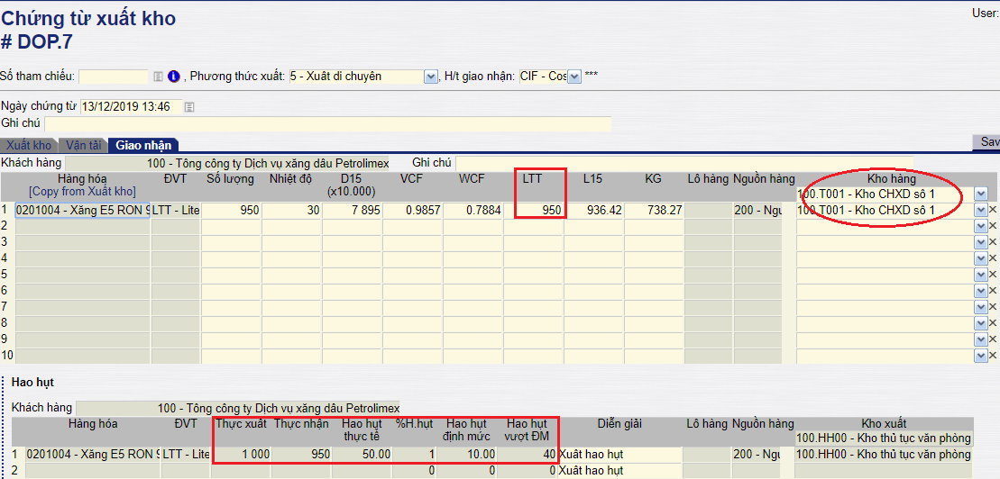 Chứng từ xuất kho
User:
# DOP.7
Số tham chiếu: , Phương thức xuất: 5 - Xuât di chuyên , H/t giao nhận: CIF - Cos ***
Ngày chứng từ 13/12/2019 13:46
Ghi chú
Xuất kho Vận tải Giao nhận Sav
Khách hàng 100 - Tông công ty Dịch vụ xăng dâu Petrolimex Ghi chú
Hàng hóa ĐVT Số lượng Nhiệt độ D15 VCF WCF LTT L15 KG Lô hàng Nguồn hàng Kho hàng
[Copy from Xuất kho] (x10.000) 100.T001 - Kho CHXD sô 1
1 0201004 - Xăng E5 RON 9 LTT - Lite 950 30 7 895 0.9857 0.7884 950 936.42 738.27 200 - Ngu 100.T001 - Kho CHXD sô 1
2
3
4
5
6
7
8
9
10
Hao hụt
Khách hàng 100 - Tông công ty Dịch vụ xăng dâu Petrolimex
Hàng hóa ĐVT Thực xuất Thực nhận Hao hụt %H.hụt Hao hụt Hao hụt Diễn giải Lô hàng Nguồn hàng Kho xuất
thực tế định mức vượt ĐM 100.HH00 - Kho thủ tục văn phòng
1 0201004 - Xăng E5 RON 9 LTT - Lite 1 000 950 50.00 1 10.00 40 Xuât hao hụt 200 - Ngu 100.HH00 - Kho thủ tục văn phòng
2 0 0 0 Xuât hao hụt